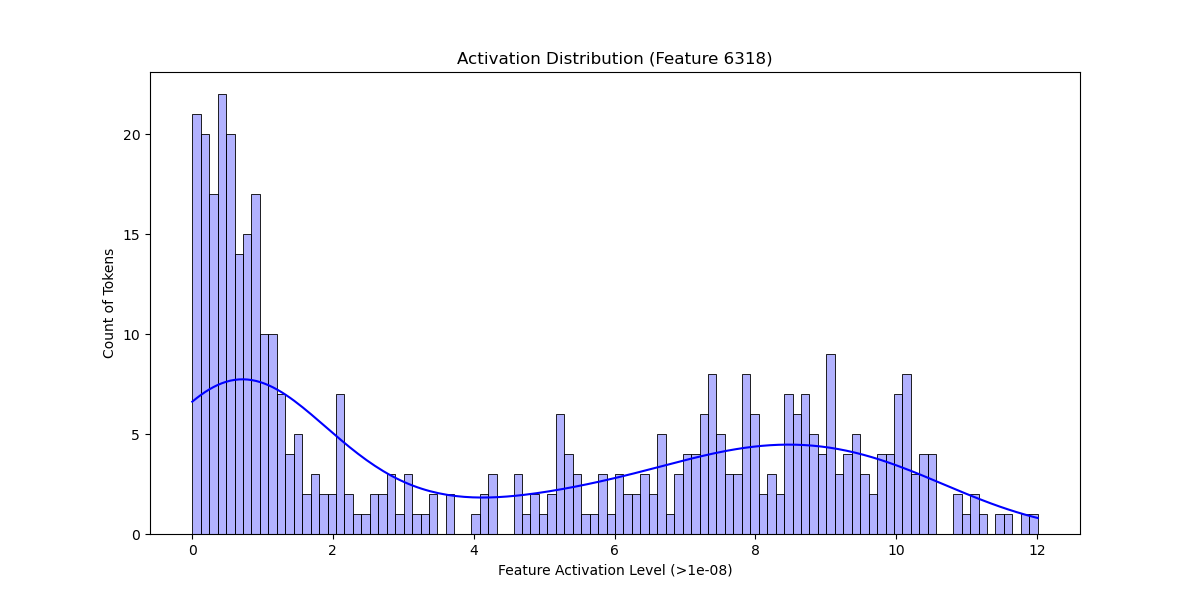 Activation Distribution (Feature 6318)
Count of Tokens
20
15
10
5
0
0 2 4 6 8 10 12
Feature Activation Level (>1e-08)